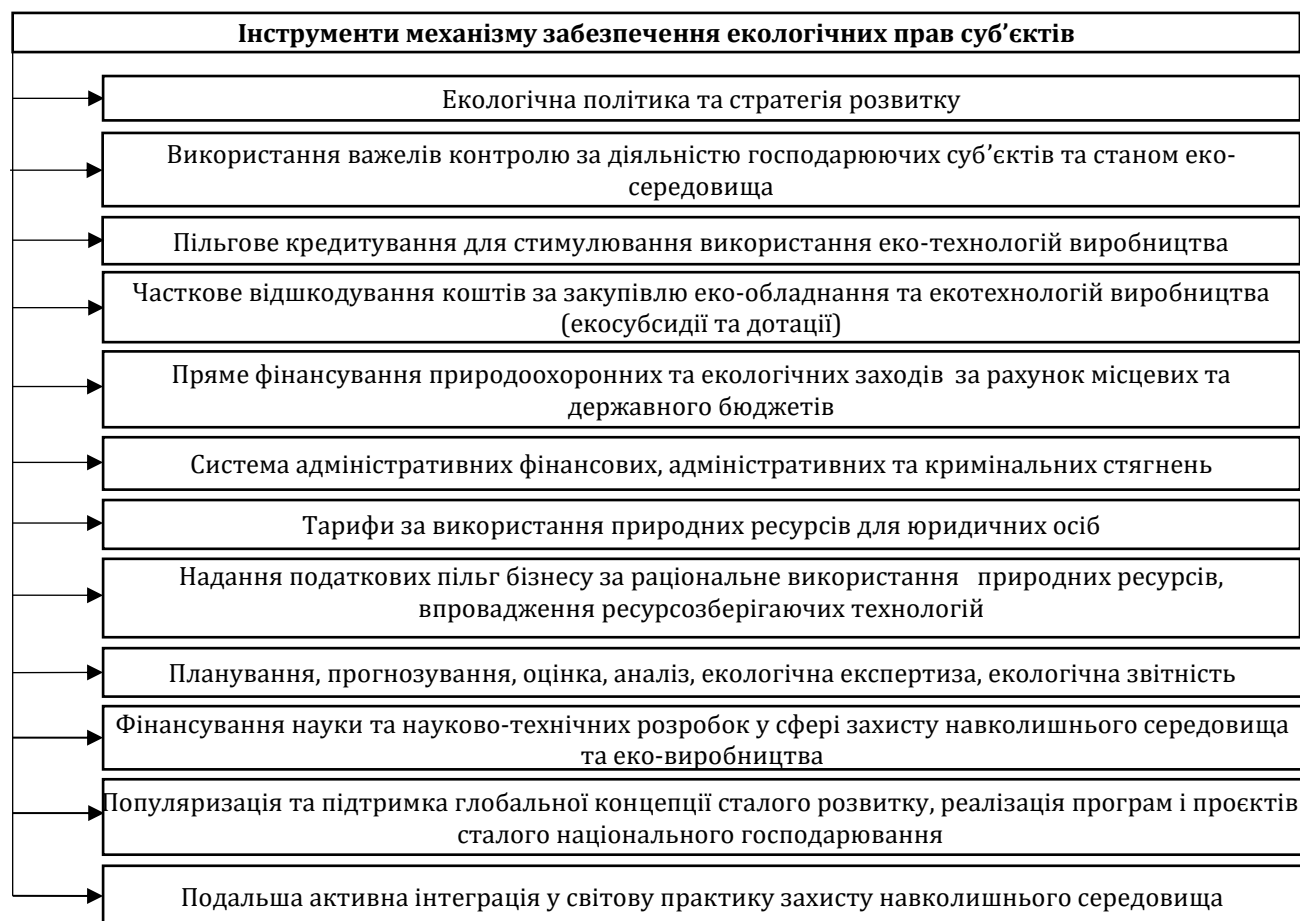 Інструменти механізму забезпечення екологічних прав суб’єктів
Екологічна політика та стратегія розвитку
Використання важелів контролю за діяльністю господарюючих суб’єктів та станом еко-
середовища
Пільгове кредитування для стимулювання використання еко-технологій виробництва
Часткове відшкодування коштів за закупівлю еко-обладнання та екотехнологій виробництва
(екосубсидії та дотації)
Пряме фінансування природоохоронних та екологічних заходів за рахунок місцевих та
державного бюджетів
Система адміністративних фінансових, адміністративних та кримінальних стягнень
Тарифи за використання природних ресурсів для юридичних осіб
Надання податкових пільг бізнесу за раціональне використання природних ресурсів,
впровадження ресурсозберігаючих технологій
Планування, прогнозування, оцінка, аналіз, екологічна експертиза, екологічна звітність
Фінансування науки та науково-технічних розробок у сфері захисту навколишнього середовища
та еко-виробництва
Популяризація та підтримка глобальної концепції сталого розвитку, реалізація програм і проєктів
сталого національного господарювання
Подальша активна інтеграція у світову практику захисту навколишнього середовища